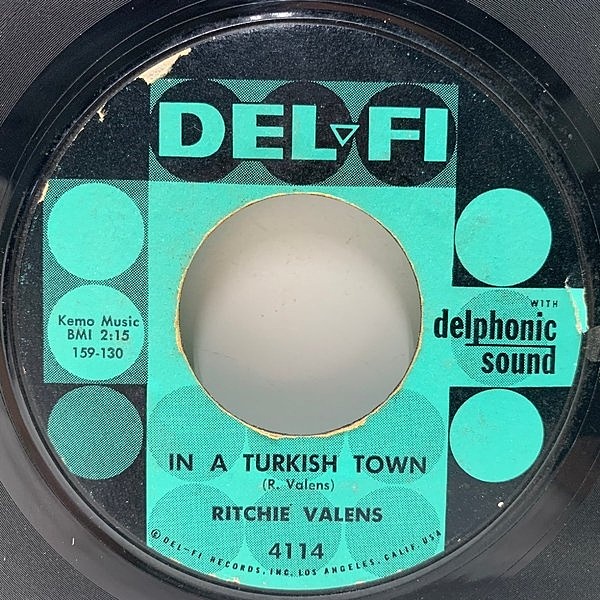 DEL-FI
WITH
delphonic
sound
Kemo Music
BMI 2:15
159-130
IN A TURKISH TOWN
(R. Valens)
RITCHIE VALENS
4114
© DEL-FI RECORDS, INC. LOS ANGELES, CALIF. USA